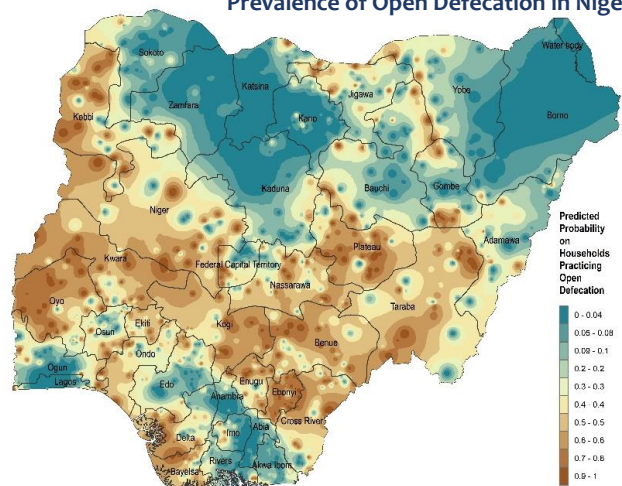 Prevalence of Open Defecation in Nige
Water body
Sokoto
Katsina
Jigawa
Yobe
Zamfara
Kano
Borno
Kebbi
Kaduna
Bauchi
Gombe
Niger
Adamawa
Plateau
Kwara
Federal Capital Territory
Nassarawa
Taraba
Oyo
Osun
Ekiti
Kogi
Benue
Ondo
Ogun
Lagos
Edo
Enugu
Ebonyi
Anambra
Cross River
Delta
Imo
Abia
Bayelsa
Rivers
Akwa Ibom
Predicted
Probability
on
Households
Practicing
Open
Defecation
0 - 0.04
0.05 - 0.08
0.09 - 0.1
0.2 - 0.2
0.3 - 0.3
0.4 - 0.4
0.5 - 0.5
0.6 - 0.6
0.7 - 0.8
0.9 - 1